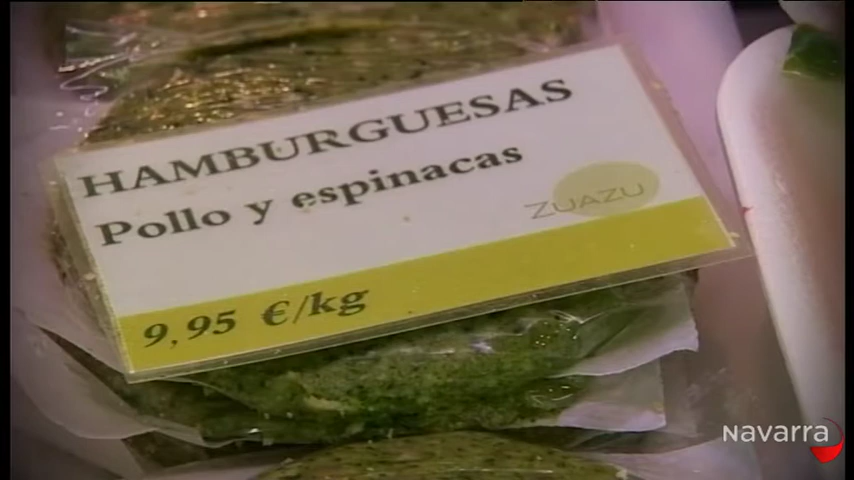 HAMBURGUESAS
Pollo y espinacas
ZUAZU
9,95 €/kg
NAVARRA